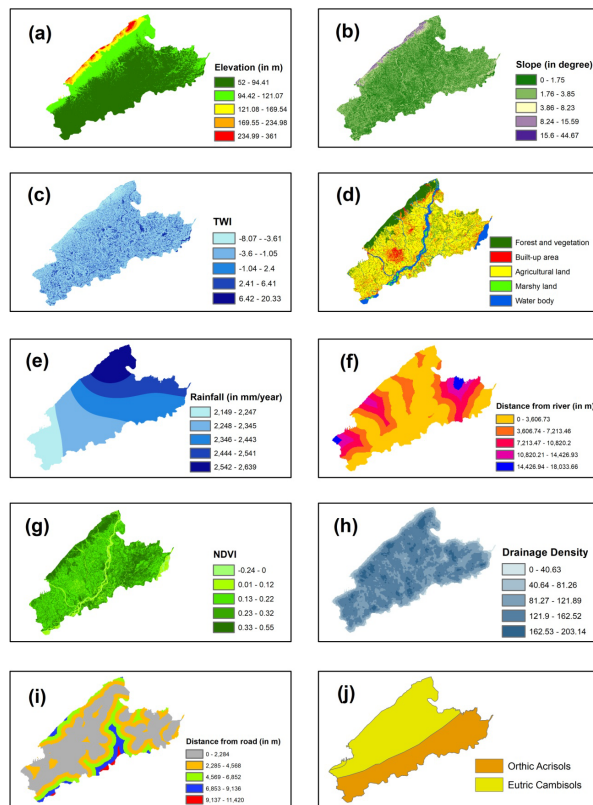 (a)
Elevation (in m)
52 - 94.41
94.42 - 121.07
121.08 - 169.54
169.55 - 234.98
234.99 - 361
(b)
Slope (in degree)
0 - 1.75
1.76 - 3.85
3.86 - 8.23
8.24 - 15.59
15.6 - 44.67
(c)
TWI
-8.07 - -3.61
-3.6 - -1.05
-1.04 - 2.4
2.41 - 6.41
6.42 - 20.33
(d)
Forest and vegetation
Built-up area
Agricultural land
Marshy land
Water body
(e)
Rainfall (in mm/year)
2,149 - 2,247
2,248 - 2,345
2,346 - 2,443
2,444 - 2,541
2,542 - 2,639
(f)
Distance from river (in m)
0 - 3,606.73
3,606.74 - 7,213.46
7,213.47 - 10,820.2
10,820.21 - 14,426.93
14,426.94 - 18,033.66
(g)
NDVI
-0.24 - 0
0.01 - 0.12
0.13 - 0.22
0.23 - 0.32
0.33 - 0.55
(h)
Drainage Density
0 - 40.63
40.64 - 81.26
81.27 - 121.89
121.9 - 162.52
162.53 - 203.14
(i)
Distance from road (in m)
0 - 2,284
2,285 - 4,568
4,569 - 6,852
6,853 - 9,136
9,137 - 11,420
(j)
Orthic Acrisols
Eutric Cambisols